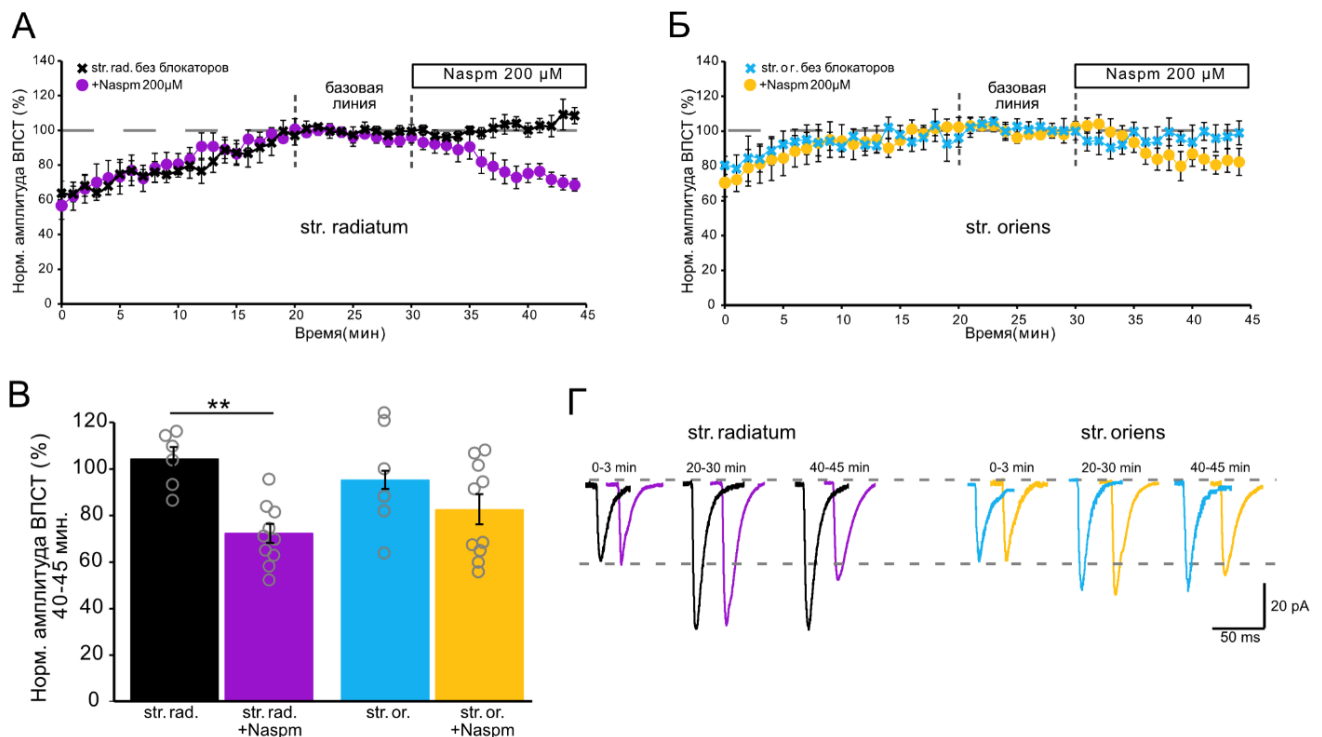 А
Норм. амплитуда ВПСТ (%)
140
120
100
80
60
40
20
0
str. rad. без блокаторов
+Naspm 200µM
базовая
линия
Naspm 200 µM
str. radiatum
0 5 10 15 20 25 30 35 40 45
Время(мин)
Б
Норм. амплитуда ВПСТ (%)
140
120
100
80
60
40
20
0
str. or. без блокаторов
+Naspm 200µM
базовая
линия
Naspm 200 µM
str. oriens
0 5 10 15 20 25 30 35 40 45
Время(мин)
В
Норм. амплитуда ВПСТ (%)
40-45 мин.
120
100
80
60
40
20
0
**
str. rad.
str. rad.
+Naspm
str. or.
str. or.
+Naspm
Г
str. radiatum
0-3 min 20-30 min 40-45 min
str. oriens
0-3 min 20-30 min 40-45 min
20 pA
50 ms